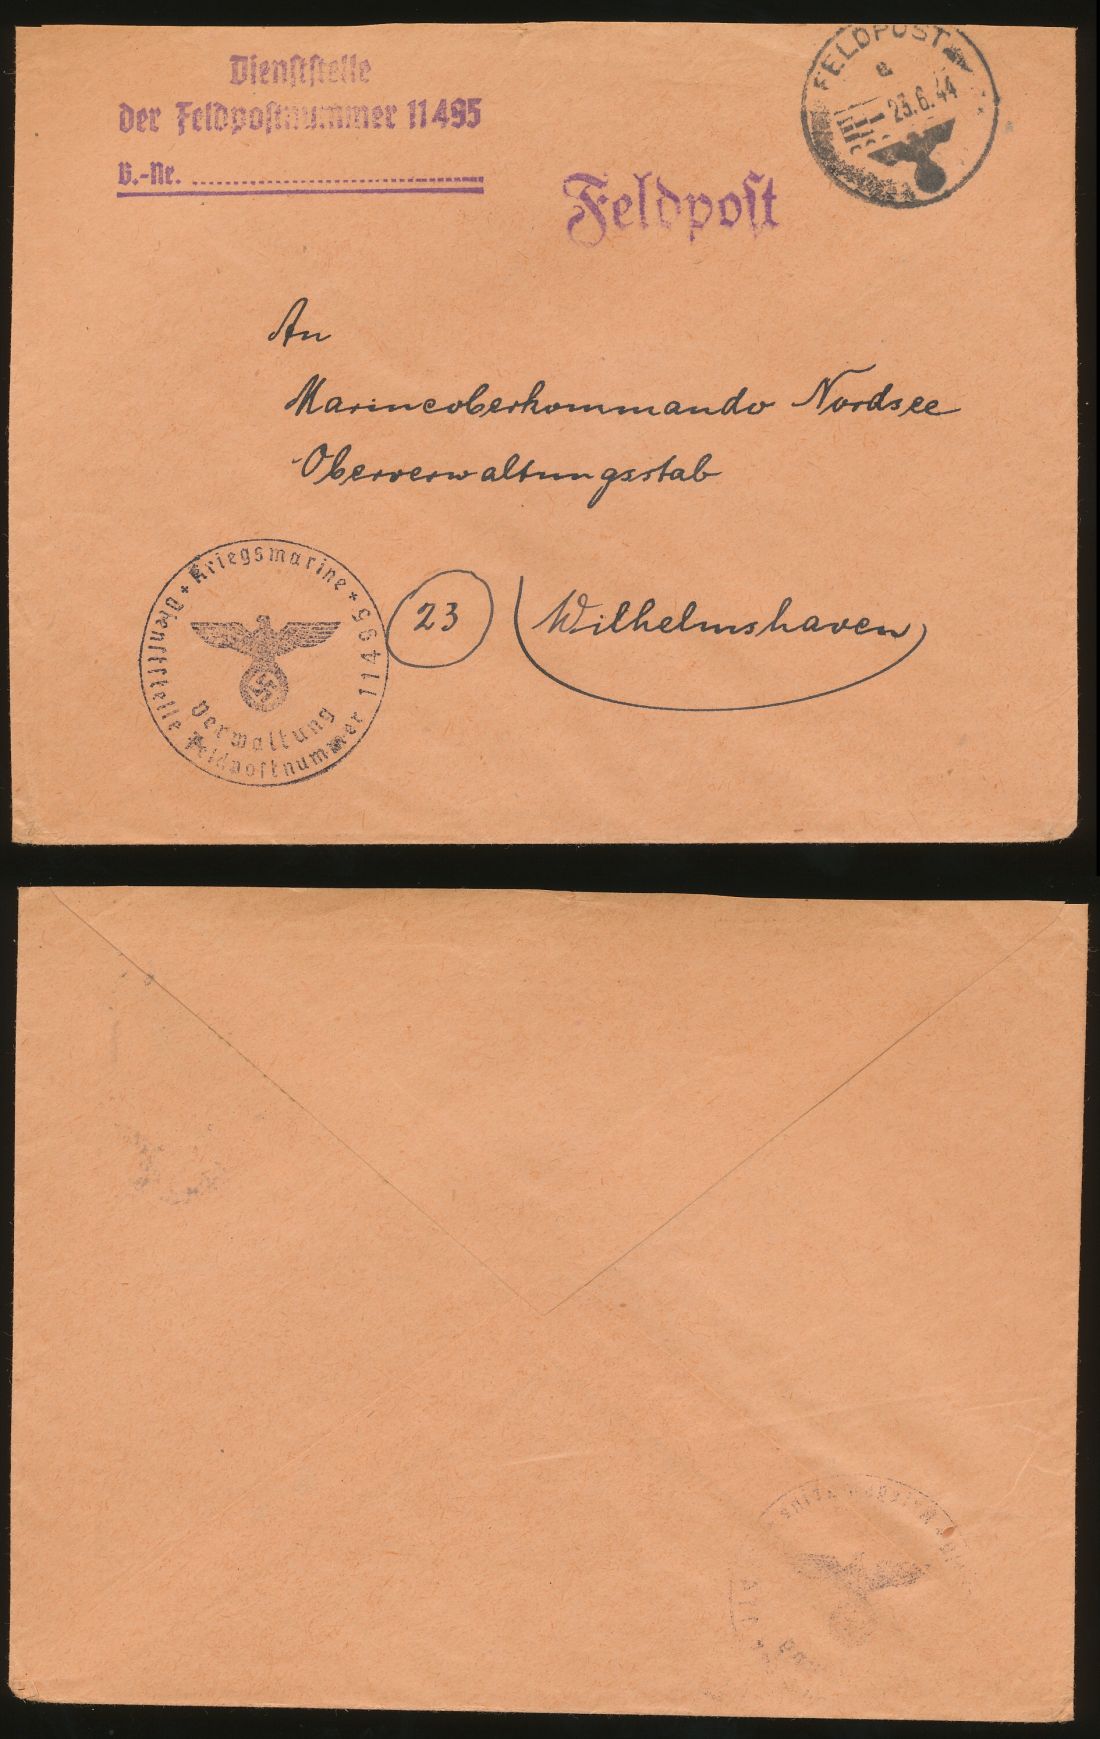 Dienststelle
der Feldpostnummer 11495
B.-Nr.
FELDPOST
e
23.6.44
Feldpost
An
Marineoberkommando Nordsee
Oberverwaltungsstab
23 Wilhelmshaven
Kriegsmarine
Dienststelle Feldpostnummer 11495
Verwaltung